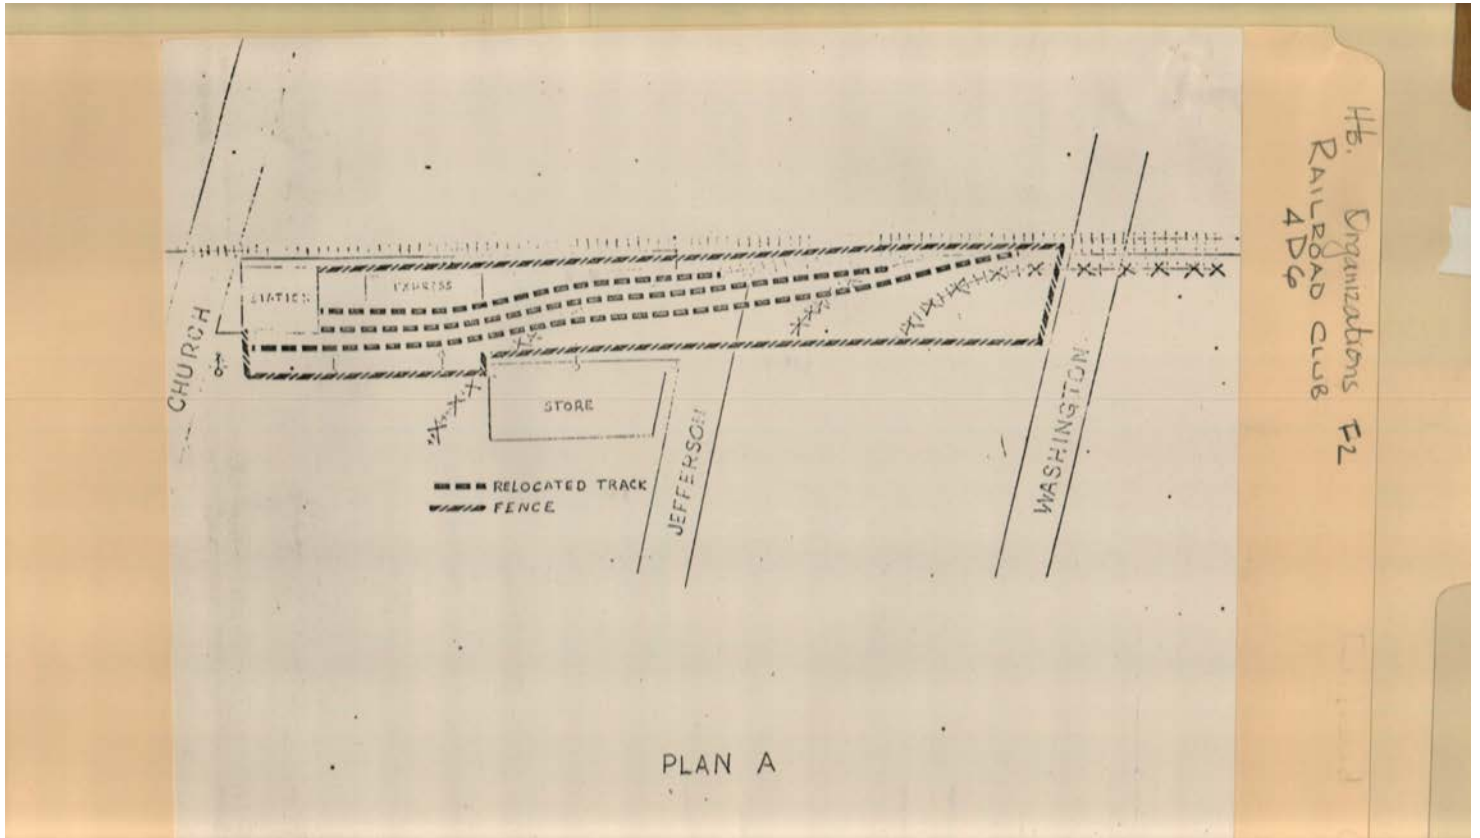 STATION
EXPRESS
CHURCH
STORE
RELOCATED TRACK
FENCE
JEFFERSON
WASHINGTON
PLAN A
Hb. Organizations F2
RAILROAD CLUB
4D6